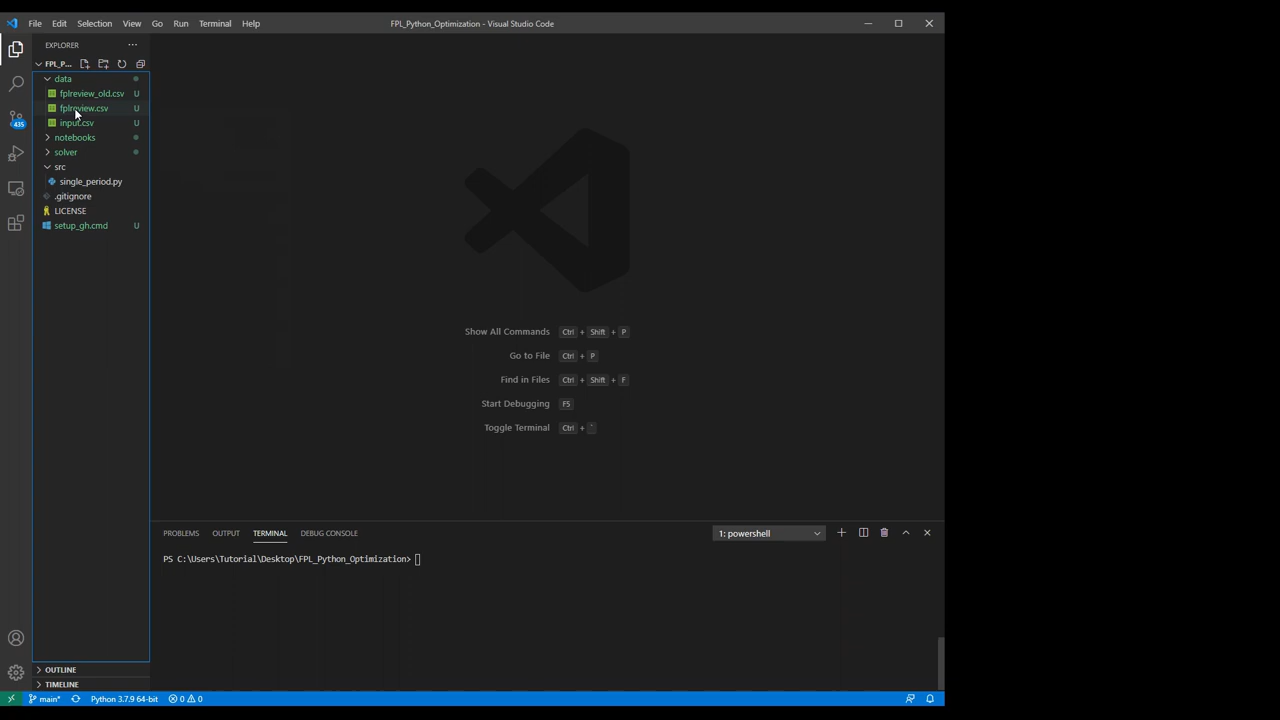 File Edit Selection View Go Run Terminal Help
FPL_Python_Optimization - Visual Studio Code
EXPLORER
FPL_P...
data
fplreview_old.csv U
fplreview.csv U
input.csv U
notebooks
solver
src
single_period.py
.gitignore
LICENSE
setup_gh.cmd U
435
Show All Commands Ctrl + Shift + P
Go to File Ctrl + P
Find in Files Ctrl + Shift + F
Start Debugging F5
Toggle Terminal Ctrl + `
PROBLEMS OUTPUT TERMINAL DEBUG CONSOLE
1: powershell
PS C:\Users\Tutorial\Desktop\FPL_Python_Optimization>
OUTLINE
TIMELINE
main* Python 3.7.9 64-bit 0 0